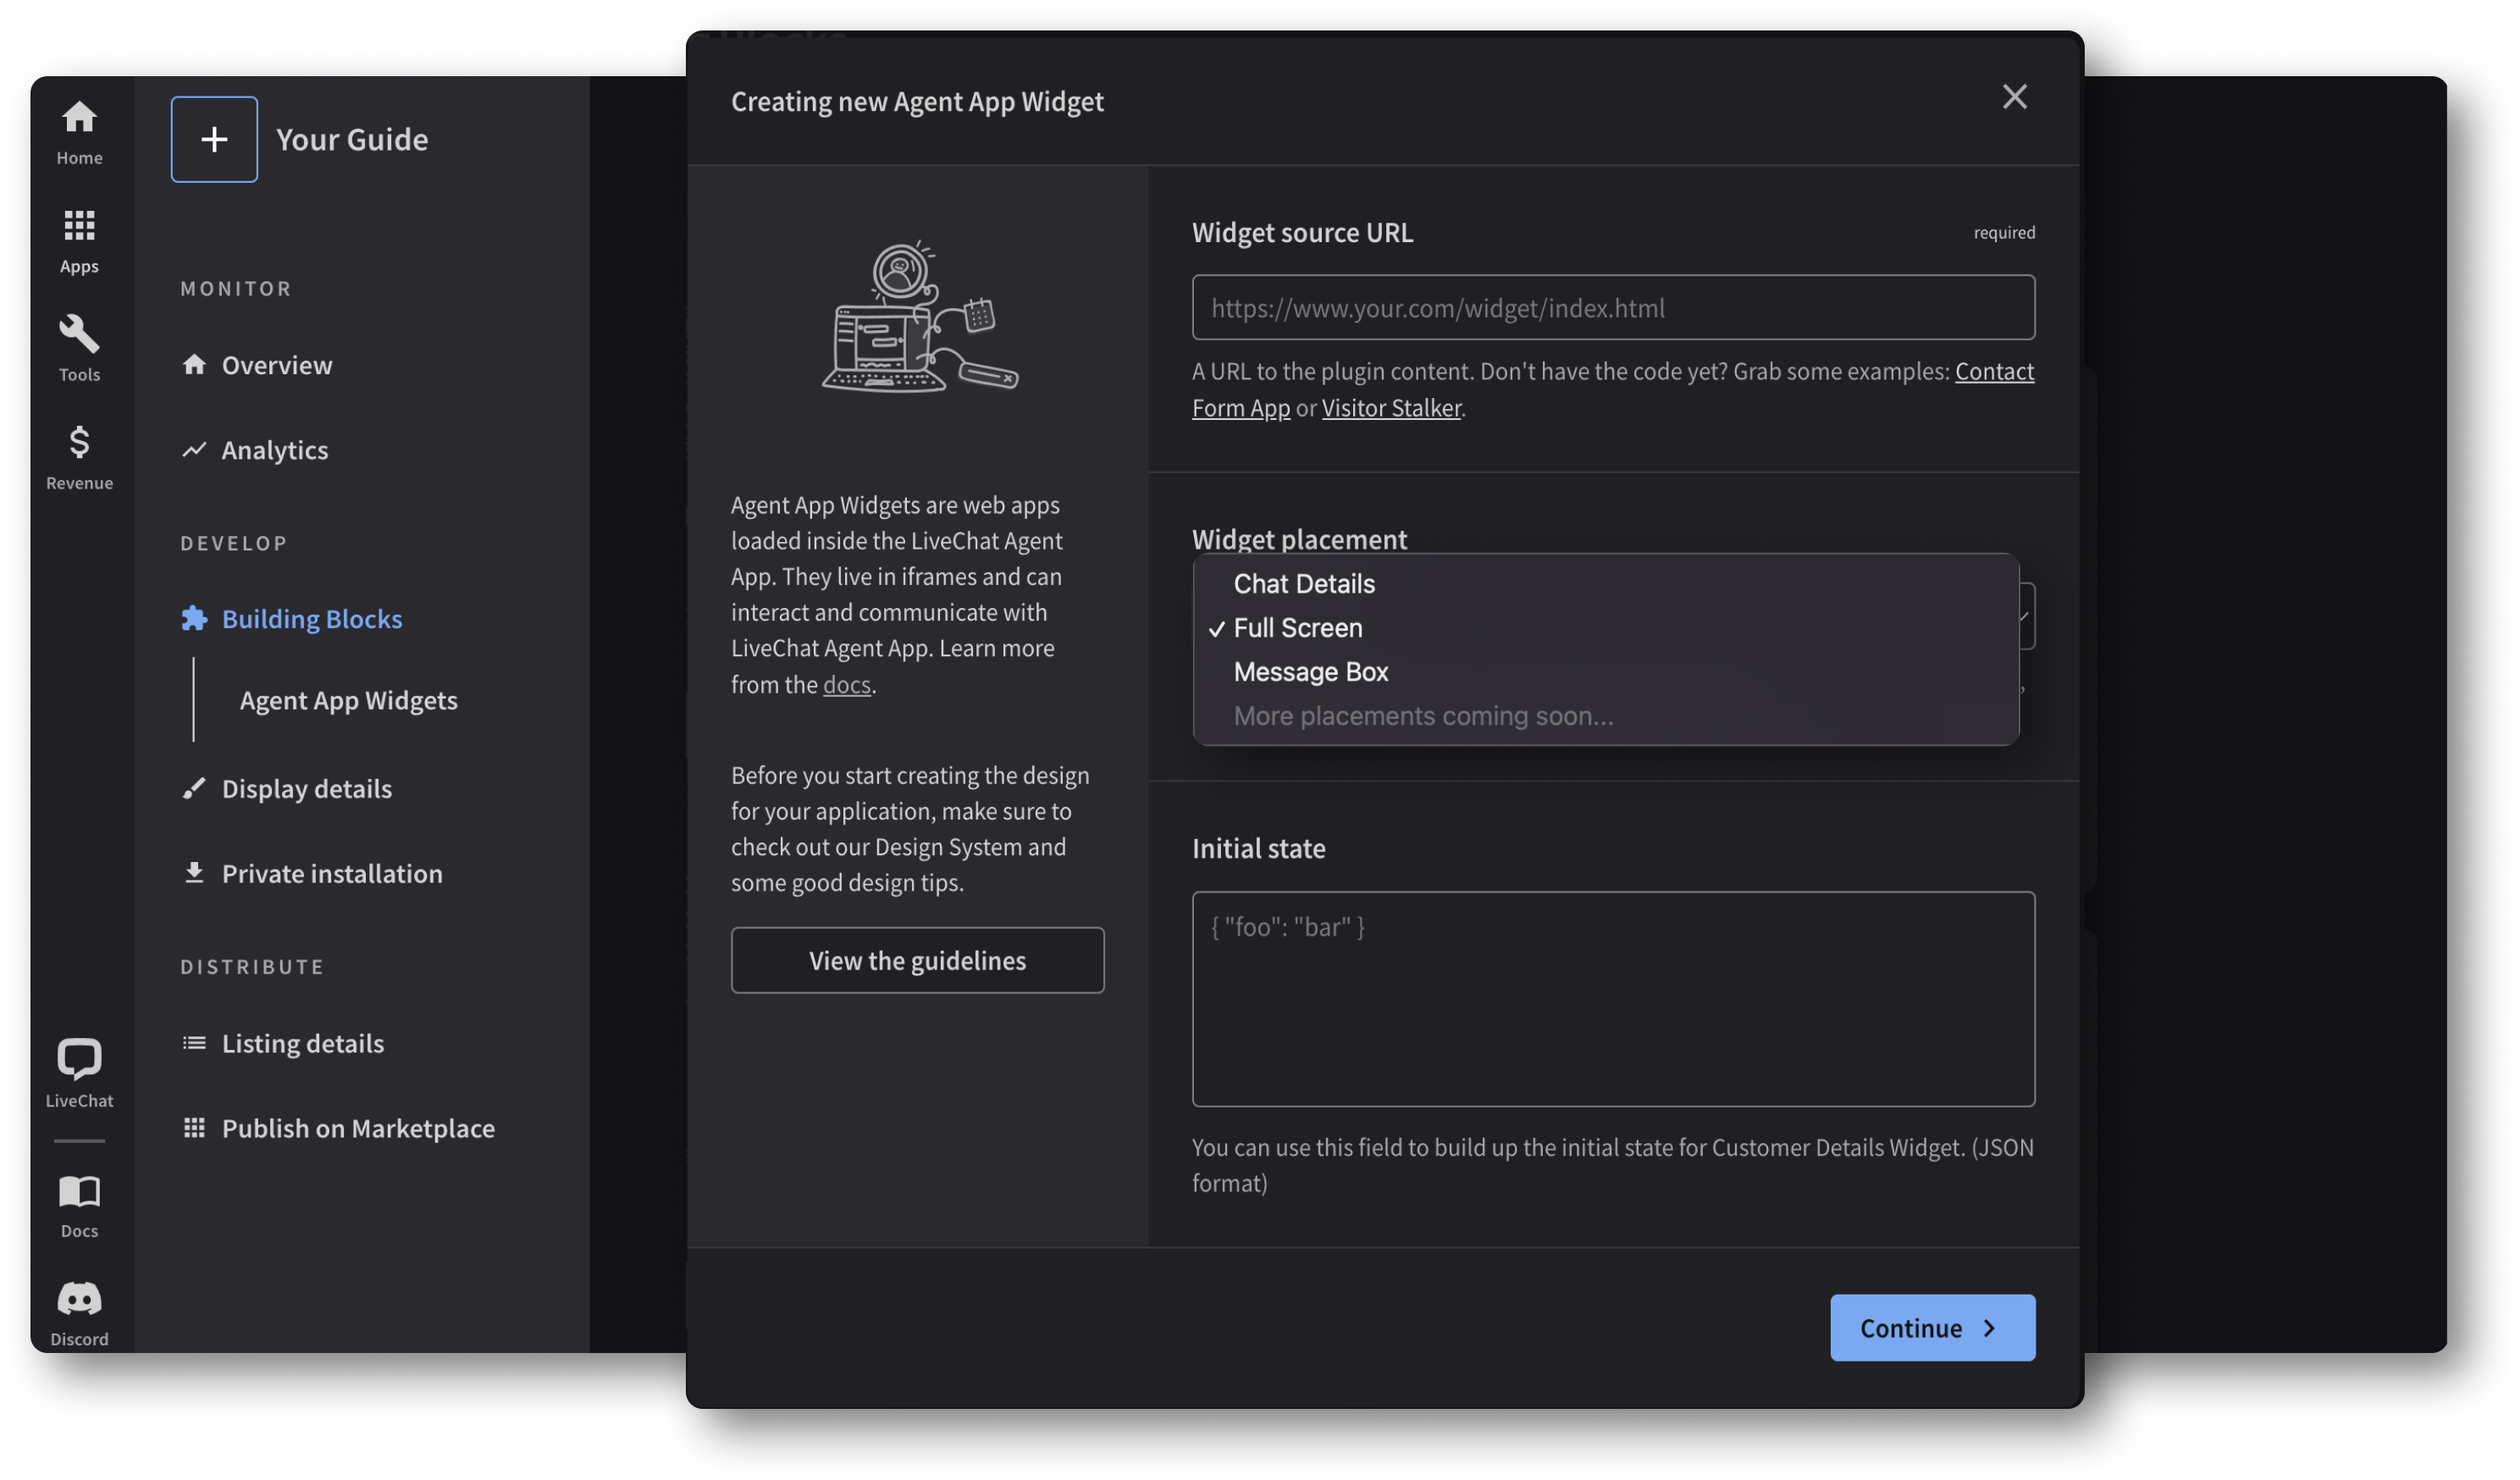 Home
Apps
Tools
Revenue
LiveChat
Docs
Discord
Your Guide
MONITOR
Overview
Analytics
DEVELOP
Building Blocks
Agent App Widgets
Display details
Private installation
DISTRIBUTE
Listing details
Publish on Marketplace
Creating new Agent App Widget
Agent App Widgets are web apps
loaded inside the LiveChat Agent
App. They live in iframes and can
interact and communicate with
LiveChat Agent App. Learn more
from the docs.
Before you start creating the design
for your application, make sure to
check out our Design System and
some good design tips.
View the guidelines
Widget source URL
required
https://www.your.com/widget/index.html
A URL to the plugin content. Don't have the code yet? Grab some examples: Contact
Form App or Visitor Stalker.
Widget placement
Chat Details
Full Screen
Message Box
More placements coming soon...
Initial state
{ "foo": "bar" }
You can use this field to build up the initial state for Customer Details Widget. (JSON
format)
Continue